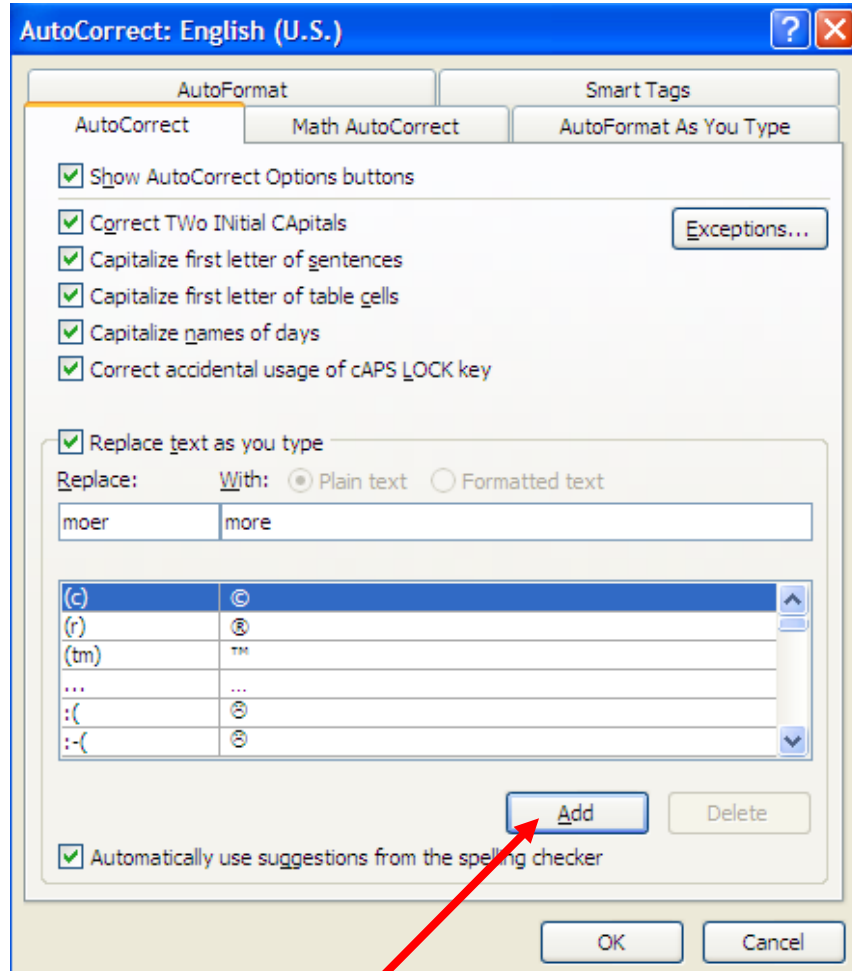 AutoCorrect: English (U.S.)
?
AutoFormat Smart Tags
AutoCorrect Math AutoCorrect AutoFormat As You Type
Show AutoCorrect Options buttons
Correct TWo INitial CApitals Exceptions...
Capitalize first letter of sentences
Capitalize first letter of table cells
Capitalize names of days
Correct accidental usage of cAPS LOCK key
Replace text as you type
Replace: With: Plain text Formatted text
moer more
(c) ©
(r) ®
(tm) ™
... …
:( ☹
:-( ☹
Add Delete
Automatically use suggestions from the spelling checker
OK Cancel